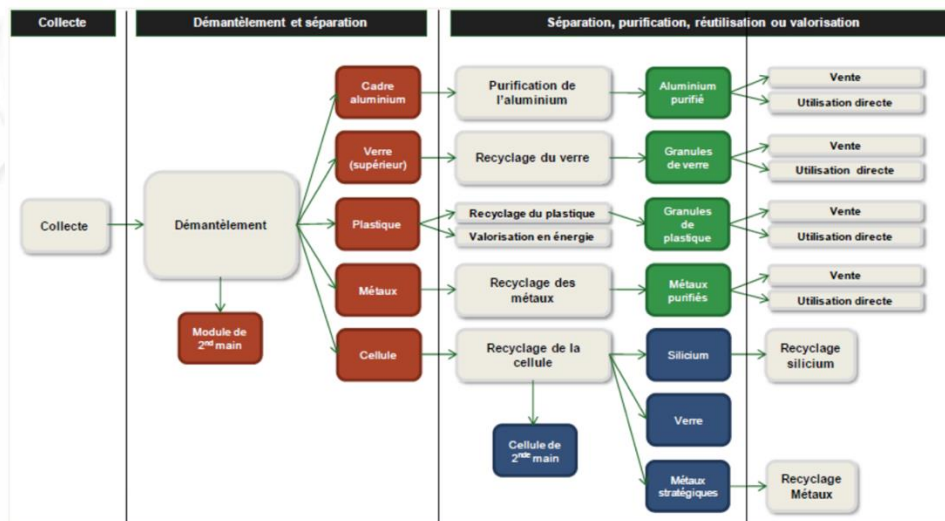 Collecte
Démantèlement et séparation
Séparation, purification, réutilisation ou valorisation
Cadre
aluminium
Purification de
l'aluminium
Aluminium
purifié
Vente
Utilisation directe
Verre
(supérieur)
Recyclage du verre
Granules
de verre
Vente
Utilisation directe
Collecte
Démantèlement
Plastique
Recyclage du plastique
Valorisation en énergie
Granules
de
plastique
Vente
Utilisation directe
Métaux
Recyclage des
métaux
Métaux
purifiés
Vente
Utilisation directe
Module de
2nd main
Cellule
Recyclage de la
cellule
Silicium
Recyclage
silicium
Verre
Cellule de
2nde main
Métaux
stratégiques
Recyclage
Métaux